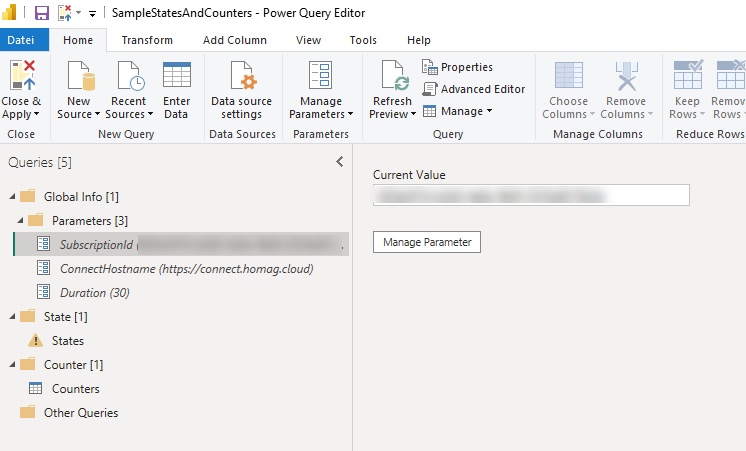 SampleStatesAndCounters - Power Query Editor
Datei Home Transform Add Column View Tools Help
Close & Apply
New Source
Recent Sources
Enter Data
Data source settings
Manage Parameters
Refresh Preview
Properties
Advanced Editor
Manage
Choose Columns
Remove Columns
Keep Rows
Remov Rows
Close New Query Data Sources Parameters Query Manage Columns Reduce Rows
Queries [5]
Global Info [1]
Parameters [3]
SubscriptionId (
ConnectHostname (https://connect.homag.cloud)
Duration (30)
State [1]
States
Counter [1]
Counters
Other Queries
Current Value
Manage Parameter